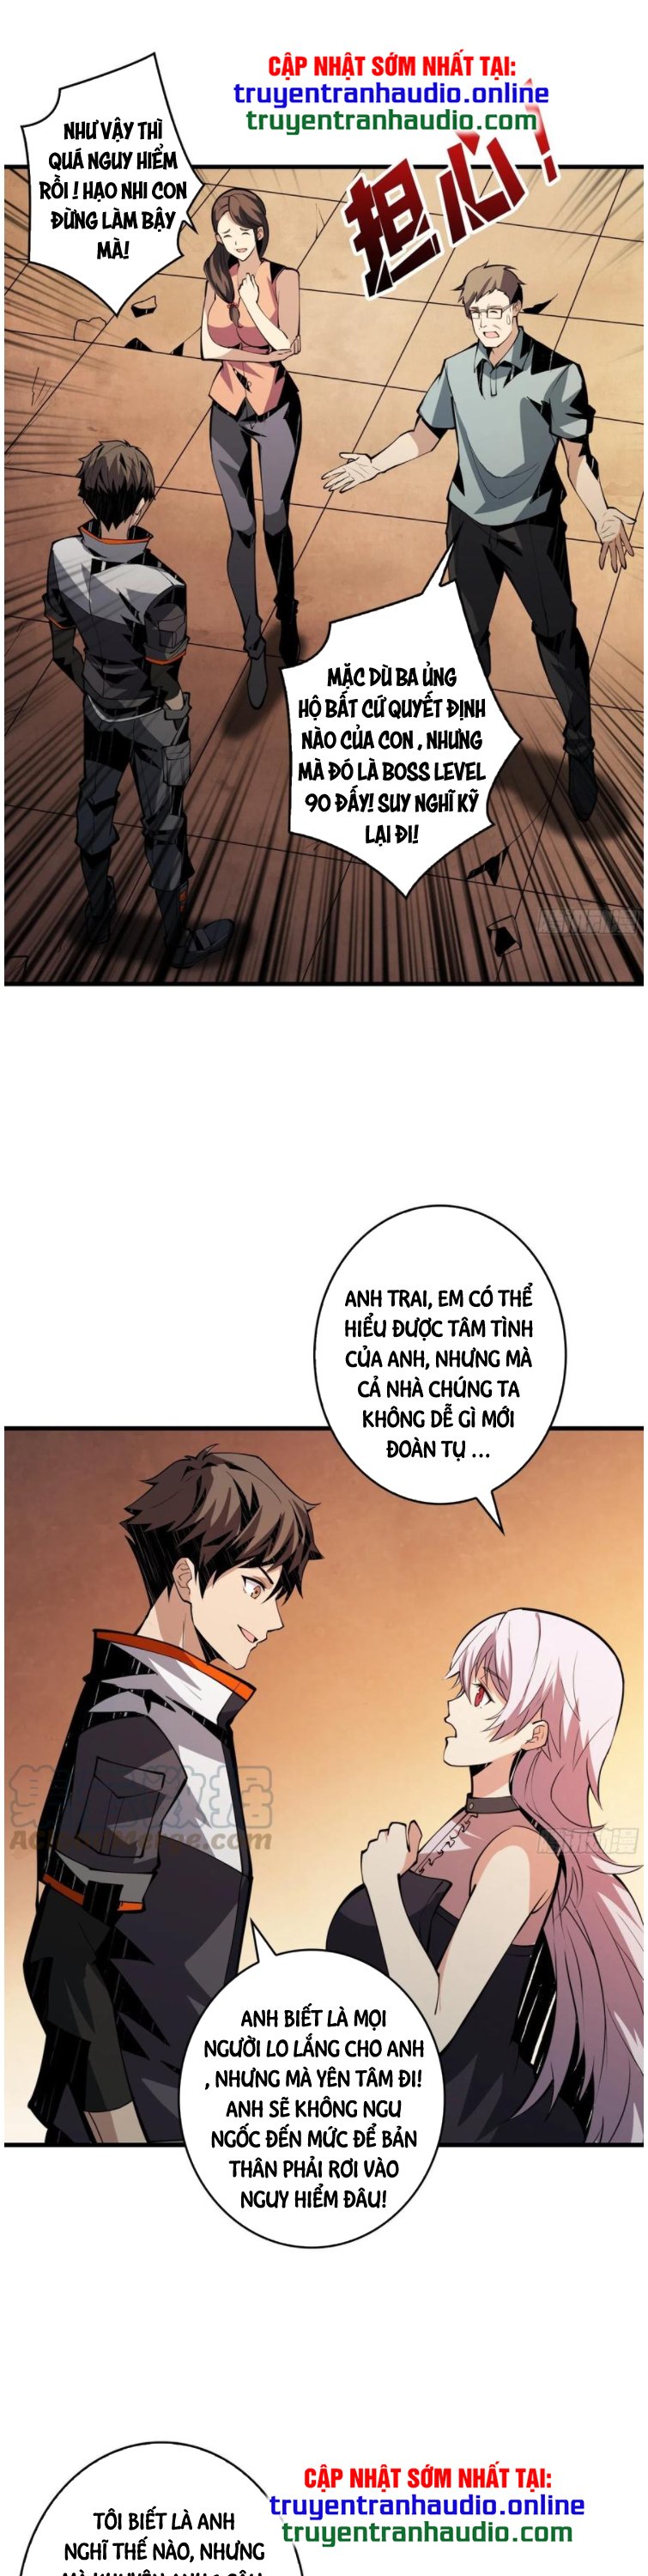 CẬP NHẬT SỚM NHẤT TẠI:
truyentranhaudio.online
truyentranhaudio.com
NHƯ VẬY THÌ
QUÁ NGUY HIỂM
RỒI ! HẠO NHI CON
ĐỪNG LÀM BẬY
MÀ!
担心!
MẶC DÙ BA ỦNG
HỘ BẤT CỨ QUYẾT ĐỊNH
NÀO CỦA CON , NHƯNG
MÀ ĐÓ LÀ BOSS LEVEL
90 ĐẤY! SUY NGHĨ KỸ
LẠI ĐI!
ANH TRAI, EM CÓ THỂ
HIỂU ĐƯỢC TÂM TÌNH
CỦA ANH, NHƯNG MÀ
CẢ NHÀ CHÚNG TA
KHÔNG DỄ GÌ MỚI
ĐOÀN TỤ ...
ANH BIẾT LÀ MỌI
NGƯỜI LO LẮNG CHO ANH
, NHƯNG MÀ YÊN TÂM ĐI!
ANH SẼ KHÔNG NGU
NGỐC ĐẾN MỨC ĐỂ BẢN
THÂN PHẢI RƠI VÀO
NGUY HIỂM ĐÂU!
CẬP NHẬT SỚM NHẤT TẠI:
truyentranhaudio.online
truyentranhaudio.com
TÔI BIẾT LÀ ANH
NGHĨ THẾ NÀO, NHƯNG